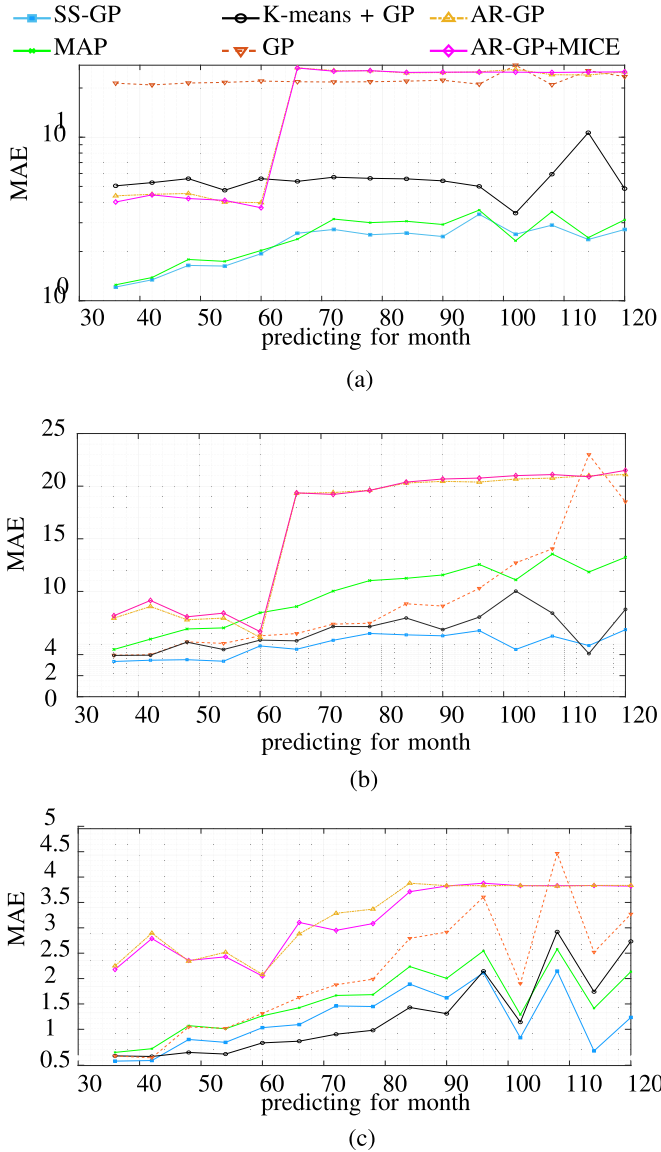 SS-GP K-means + GP AR-GP
MAP GP AR-GP+MICE
1
10
MAE
0
10
30 40 50 60 70 80 90 100 110 120
predicting for month
(a)
25
20
15
MAE
10
4
2
0
30 40 50 60 70 80 90 100 110 120
predicting for month
(b)
5
4.5
4
3.5
MAE
3
2.5
2
1.5
1
0.5
30 40 50 60 70 80 90 100 110 120
predicting for month
(c)